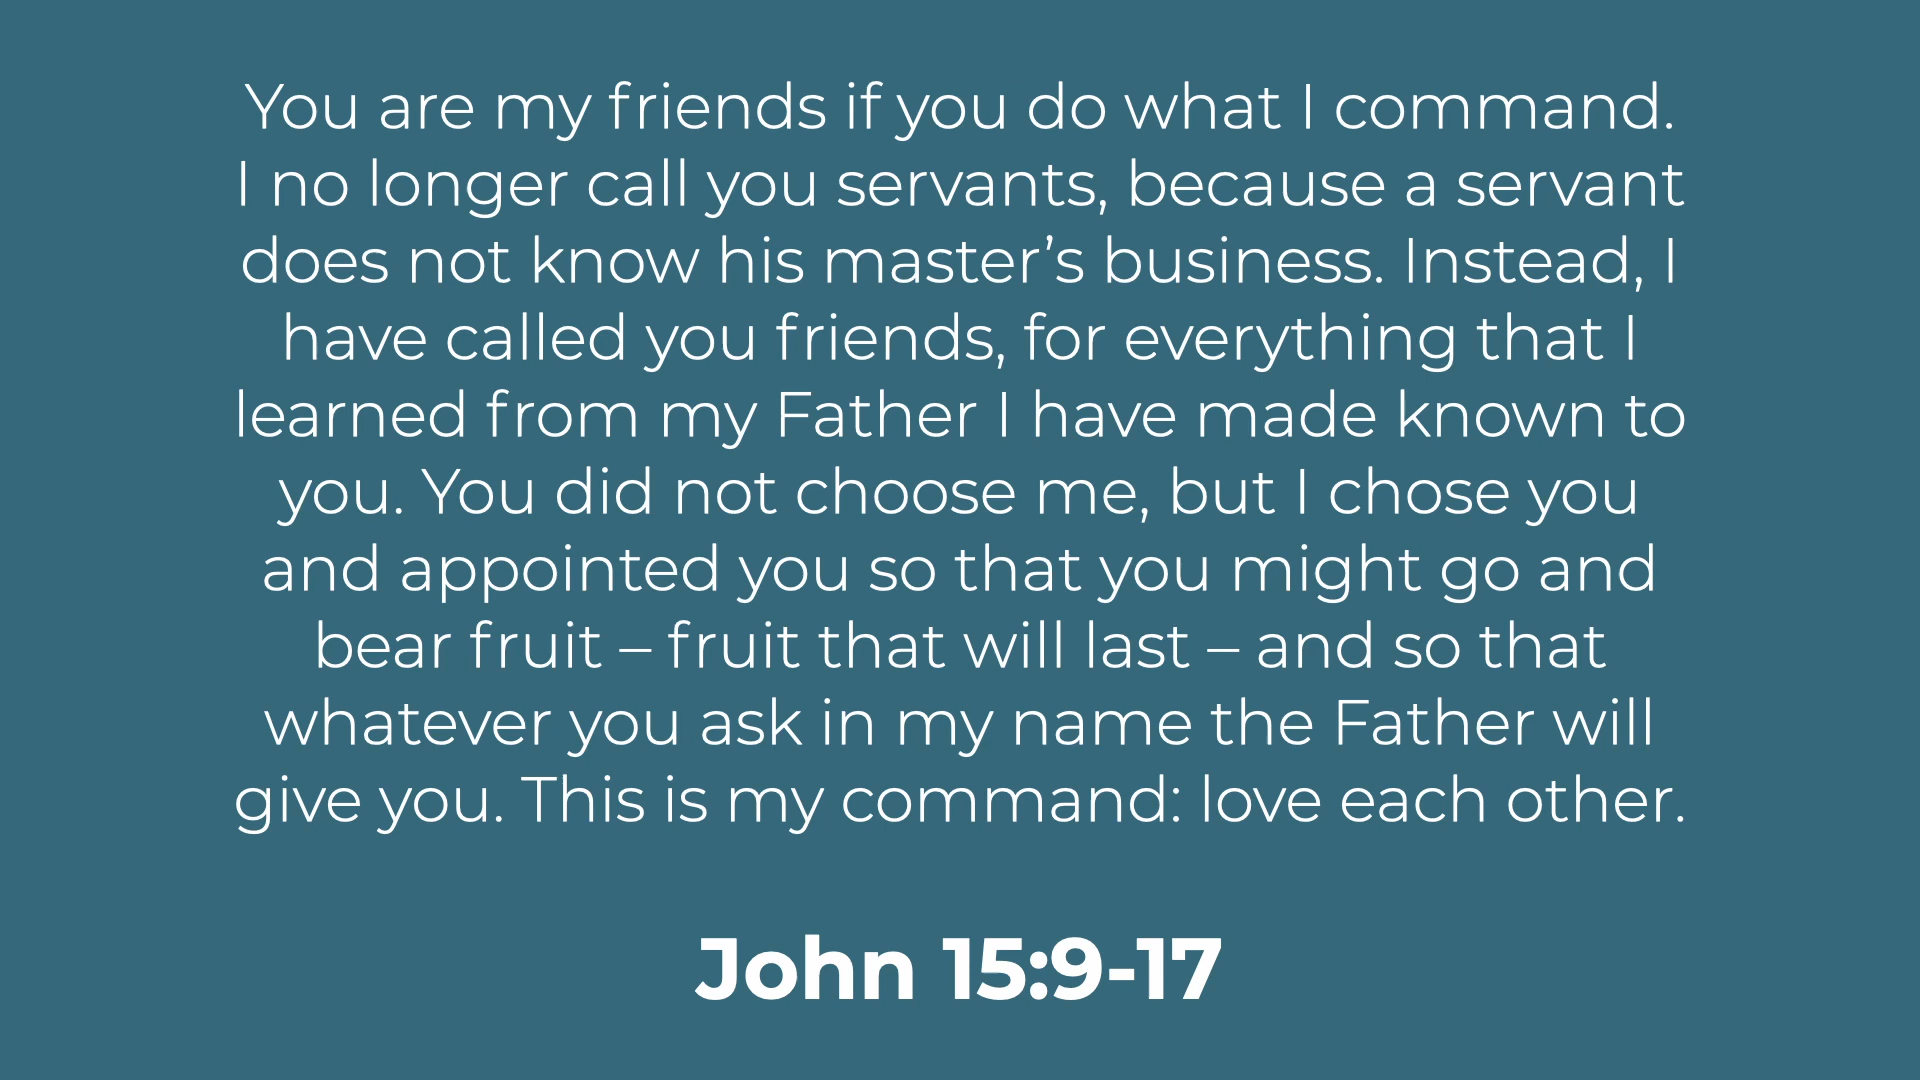 You are my friends if you do what I command.
I no longer call you servants, because a servant
does not know his master’s business. Instead, I
have called you friends, for everything that I
learned from my Father I have made known to
you. You did not choose me, but I chose you
and appointed you so that you might go and
bear fruit – fruit that will last – and so that
whatever you ask in my name the Father will
give you. This is my command: love each other.
John 15:9-17